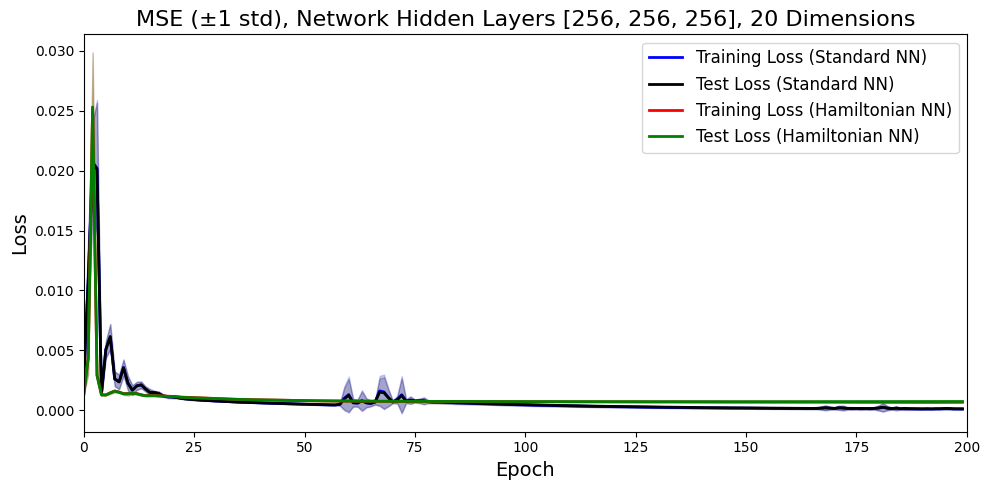 MSE (±1 std), Network Hidden Layers [256, 256, 256], 20 Dimensions
Training Loss (Standard NN)
Test Loss (Standard NN)
Training Loss (Hamiltonian NN)
Test Loss (Hamiltonian NN)
Loss
0.030
0.025
0.020
0.015
0.010
0.005
0.000
0 25 50 75 100 125 150 175 200
Epoch